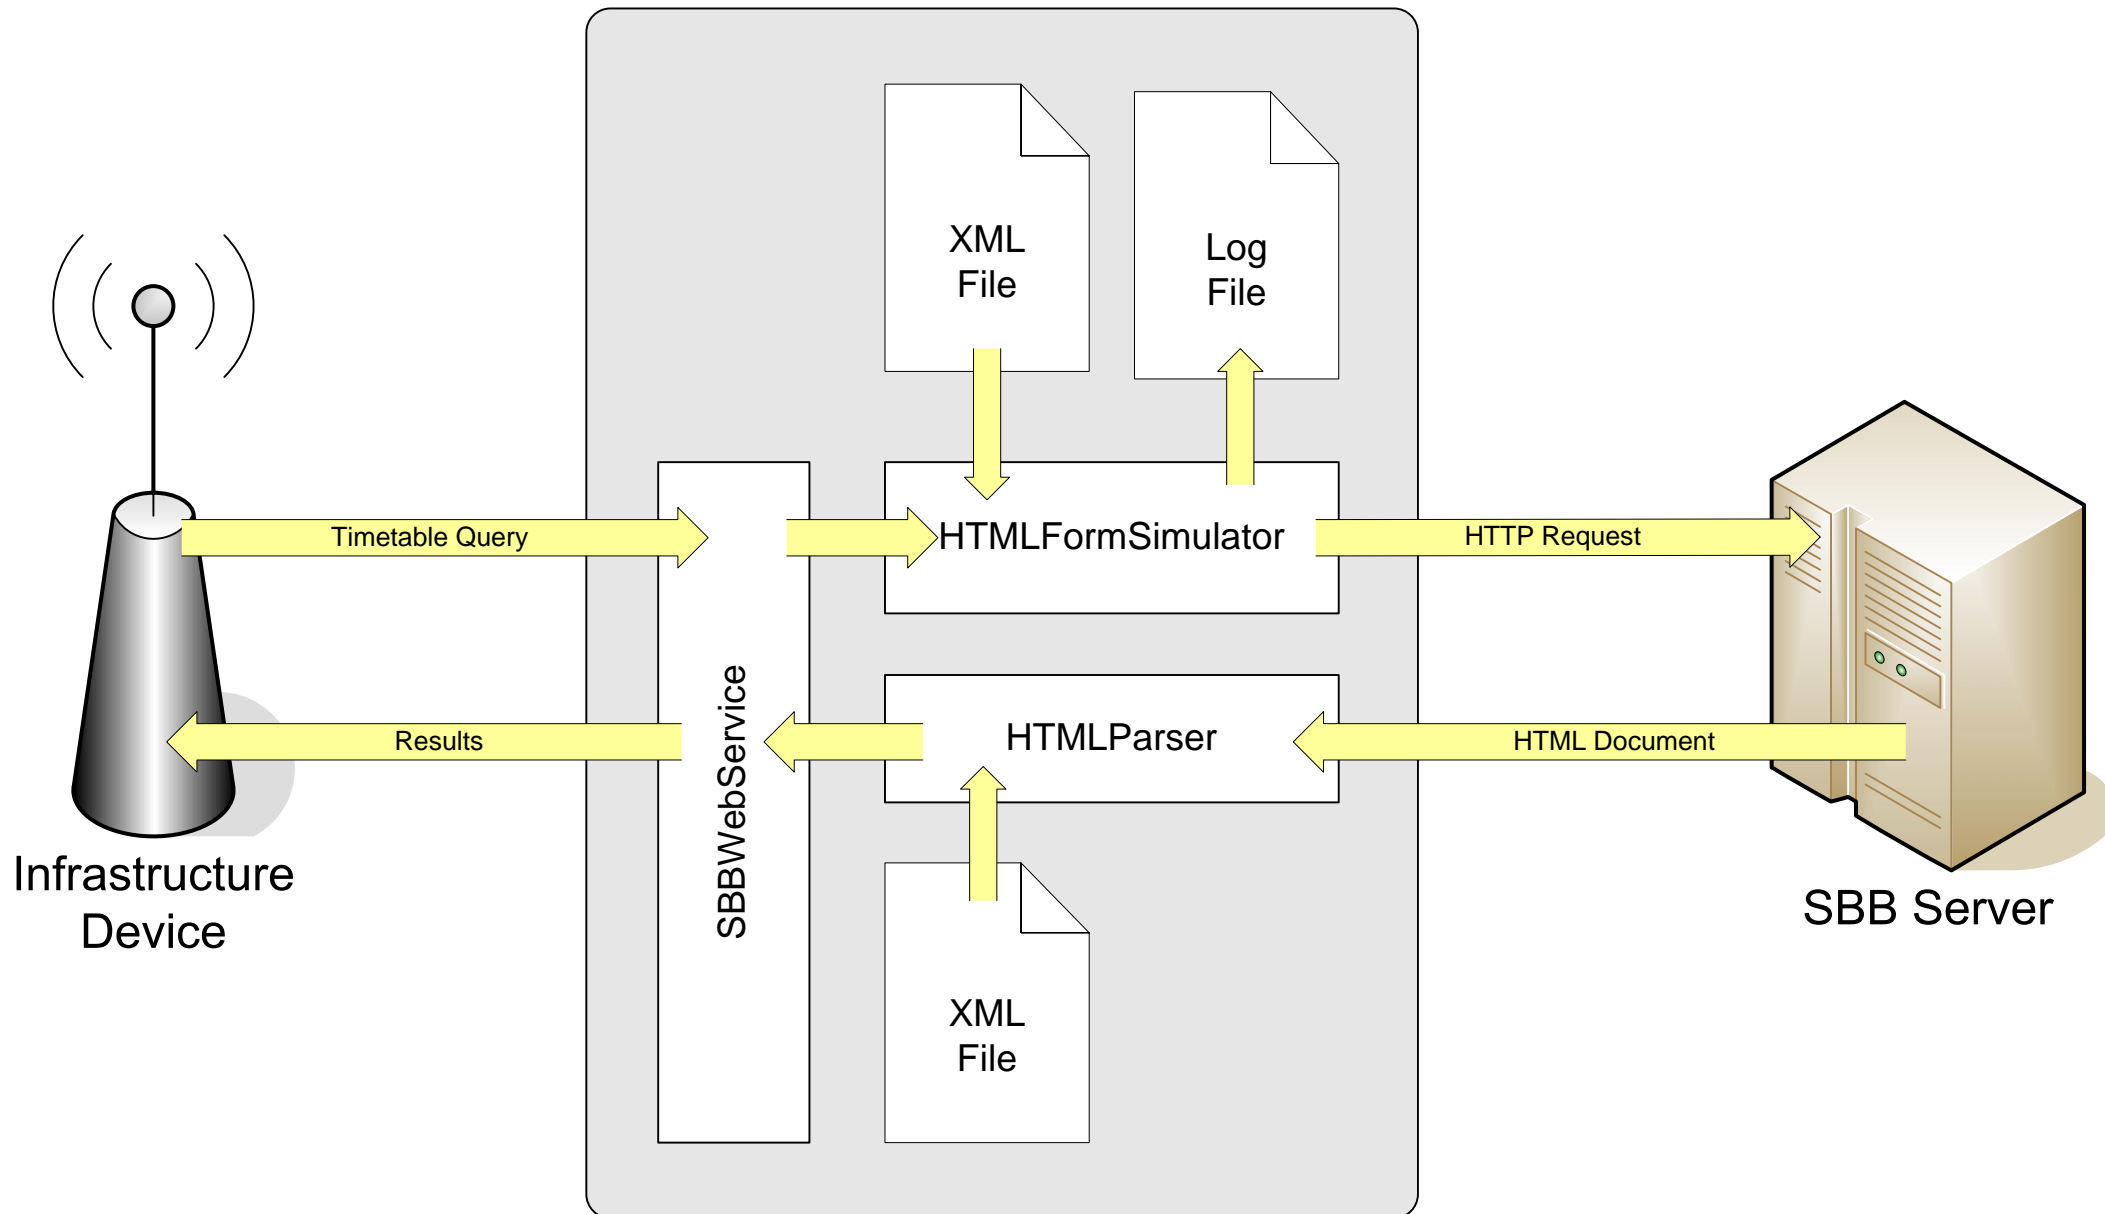 XML
File
Log
File
Timetable Query
HTMLFormSimulator
HTTP Request
SBBWebService
Results
HTMLParser
HTML Document
Infrastructure
Device
SBB Server
XML
File